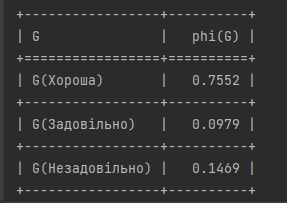 +-----------------+----------+
| G               |   phi(G) |
+=================+==========+
| G(Хороша)       |   0.7552 |
+-----------------+----------+
| G(Задовільно)   |   0.0979 |
+-----------------+----------+
| G(Незадовільно) |   0.1469 |
+-----------------+----------+